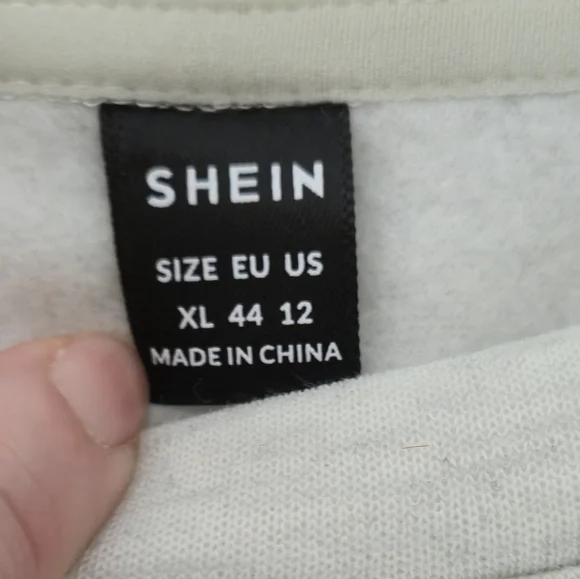 SHEIN
SIZE EU US
XL 44 12
MADE IN CHINA